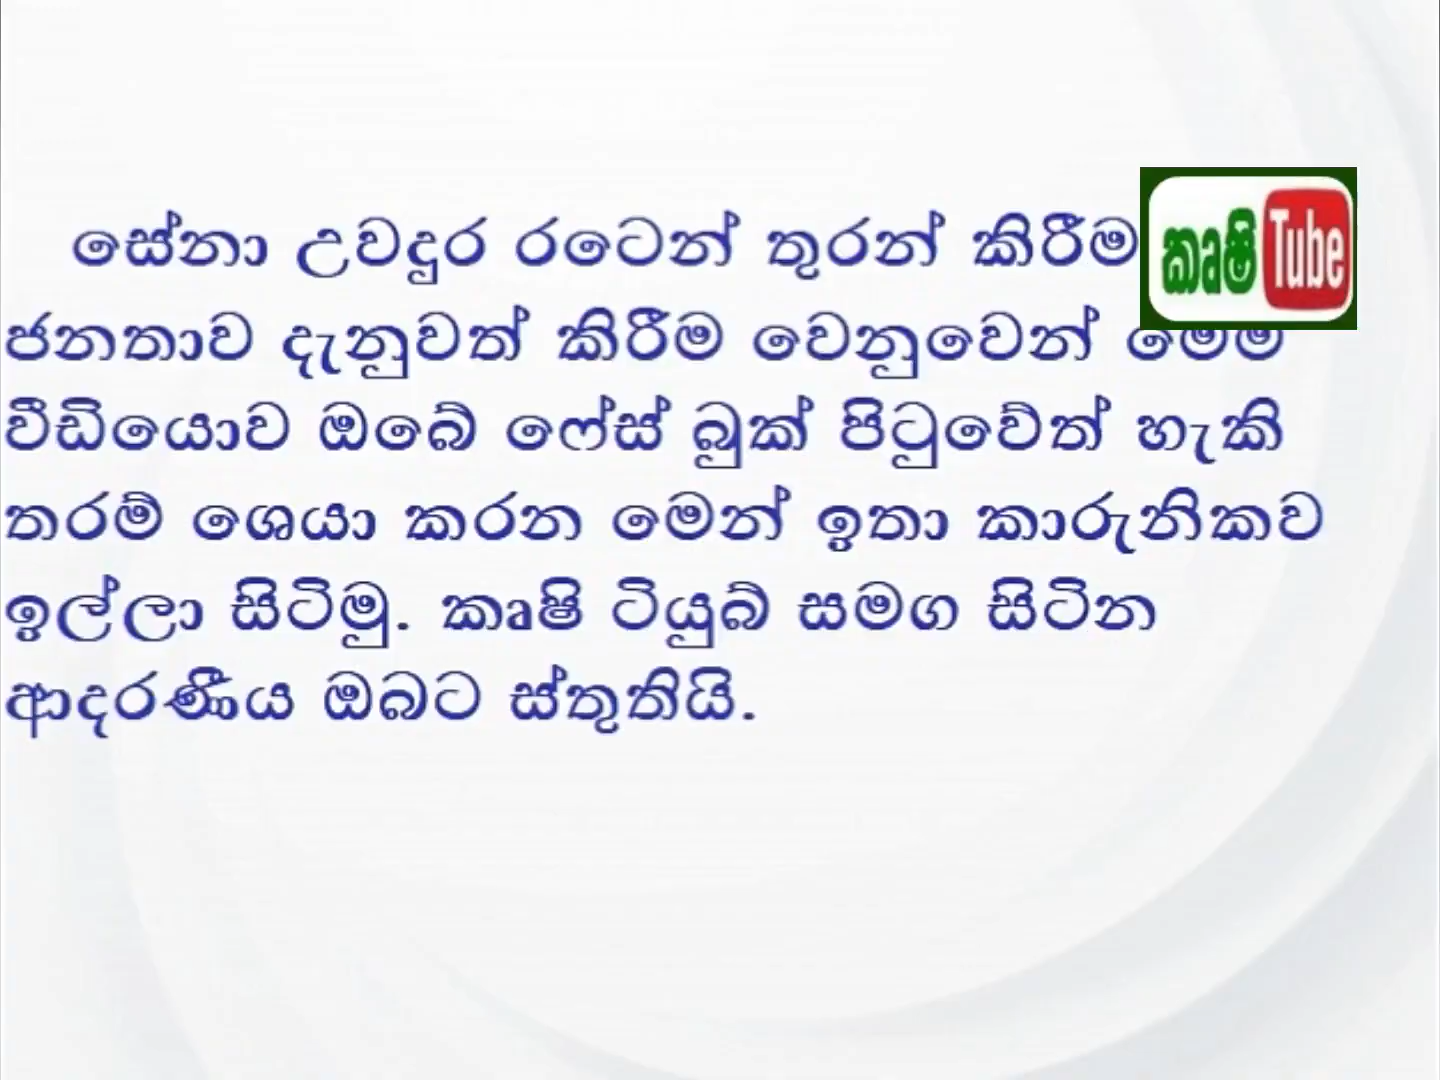 සේනා උවදුර රටෙන් තුරන් කිරීම
කෘෂි Tube
ජනතාව දැනුවත් කිරීම වෙනුවෙන් මෙම
වීඩියොව ඔබේ ෆේස් බුක් පිටුවේත් හැකි
තරම් ශෙයා කරන මෙන් ඉතා කාරුනිකව
ඉල්ලා සිටිමු. කෘෂි ටියුබ් සමග සිටින
ආදරණීය ඔබට ස්තුතියි.